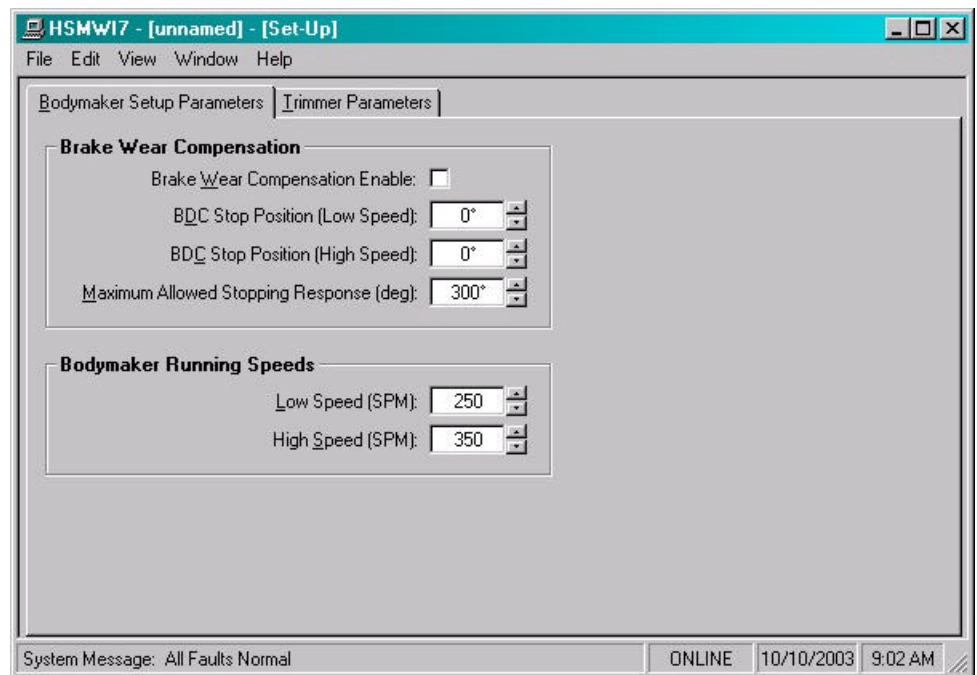 HSMWI7 - [unnamed] - [Set-Up]
File Edit View Window Help
Bodymaker Setup Parameters Trimmer Parameters
Brake Wear Compensation
Brake Wear Compensation Enable:
BDC Stop Position (Low Speed): 0°
BDC Stop Position (High Speed): 0°
Maximum Allowed Stopping Response (deg): 300°
Bodymaker Running Speeds
Low Speed (SPM): 250
High Speed (SPM): 350
System Message: All Faults Normal ONLINE 10/10/2003 9:02 AM